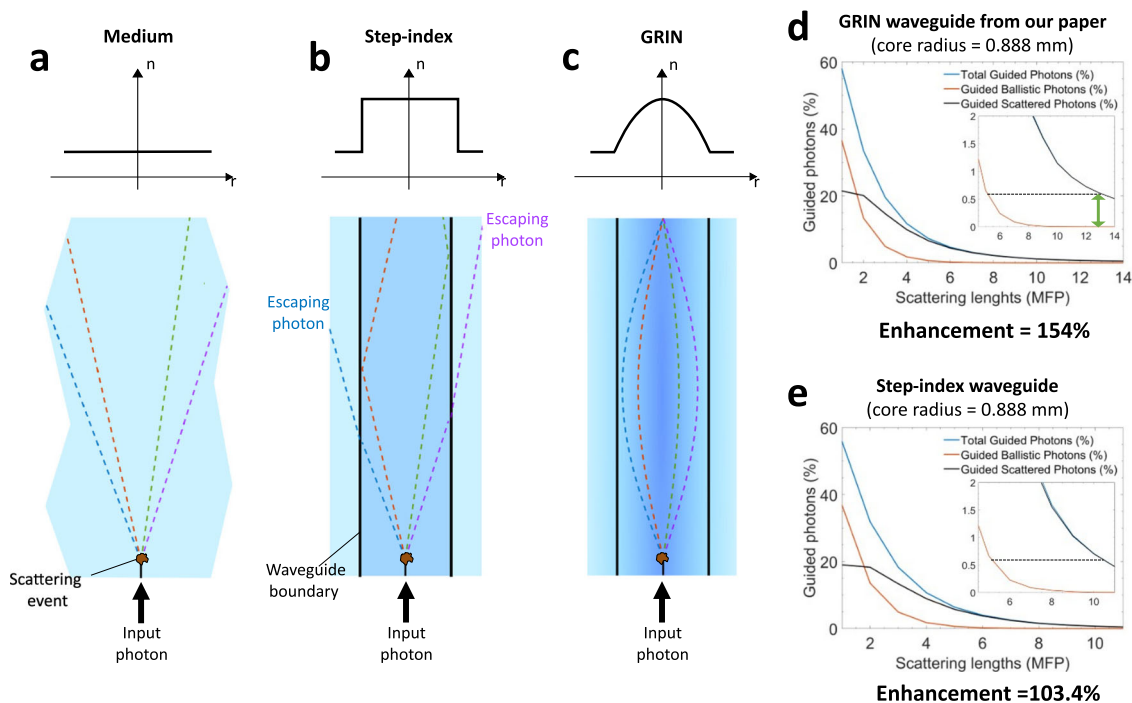 a
Medium
n
r
Scattering
event
Input
photon
b
Step-index
n
r
Escaping
photon
Escaping
photon
Waveguide
boundary
Input
photon
c
GRIN
n
r
Input
photon
d
GRIN waveguide from our paper
(core radius = 0.888 mm)
Guided photons (%)
60
40
20
0
Total Guided Photons (%)
Guided Ballistic Photons (%)
Guided Scattered Photons (%)
2
1.5
1
0.5
0
6 8 10 12 14
2 4 6 8 10 12 14
Scattering lenghts (MFP)
Enhancement = 154%
e
Step-index waveguide
(core radius = 0.888 mm)
Guided photons (%)
60
40
20
0
Total Guided Photons (%)
Guided Ballistic Photons (%)
Guided Scattered Photons (%)
2
1.5
1
0.5
0
6 8 10
2 4 6 8 10
Scattering lengths (MFP)
Enhancement =103.4%